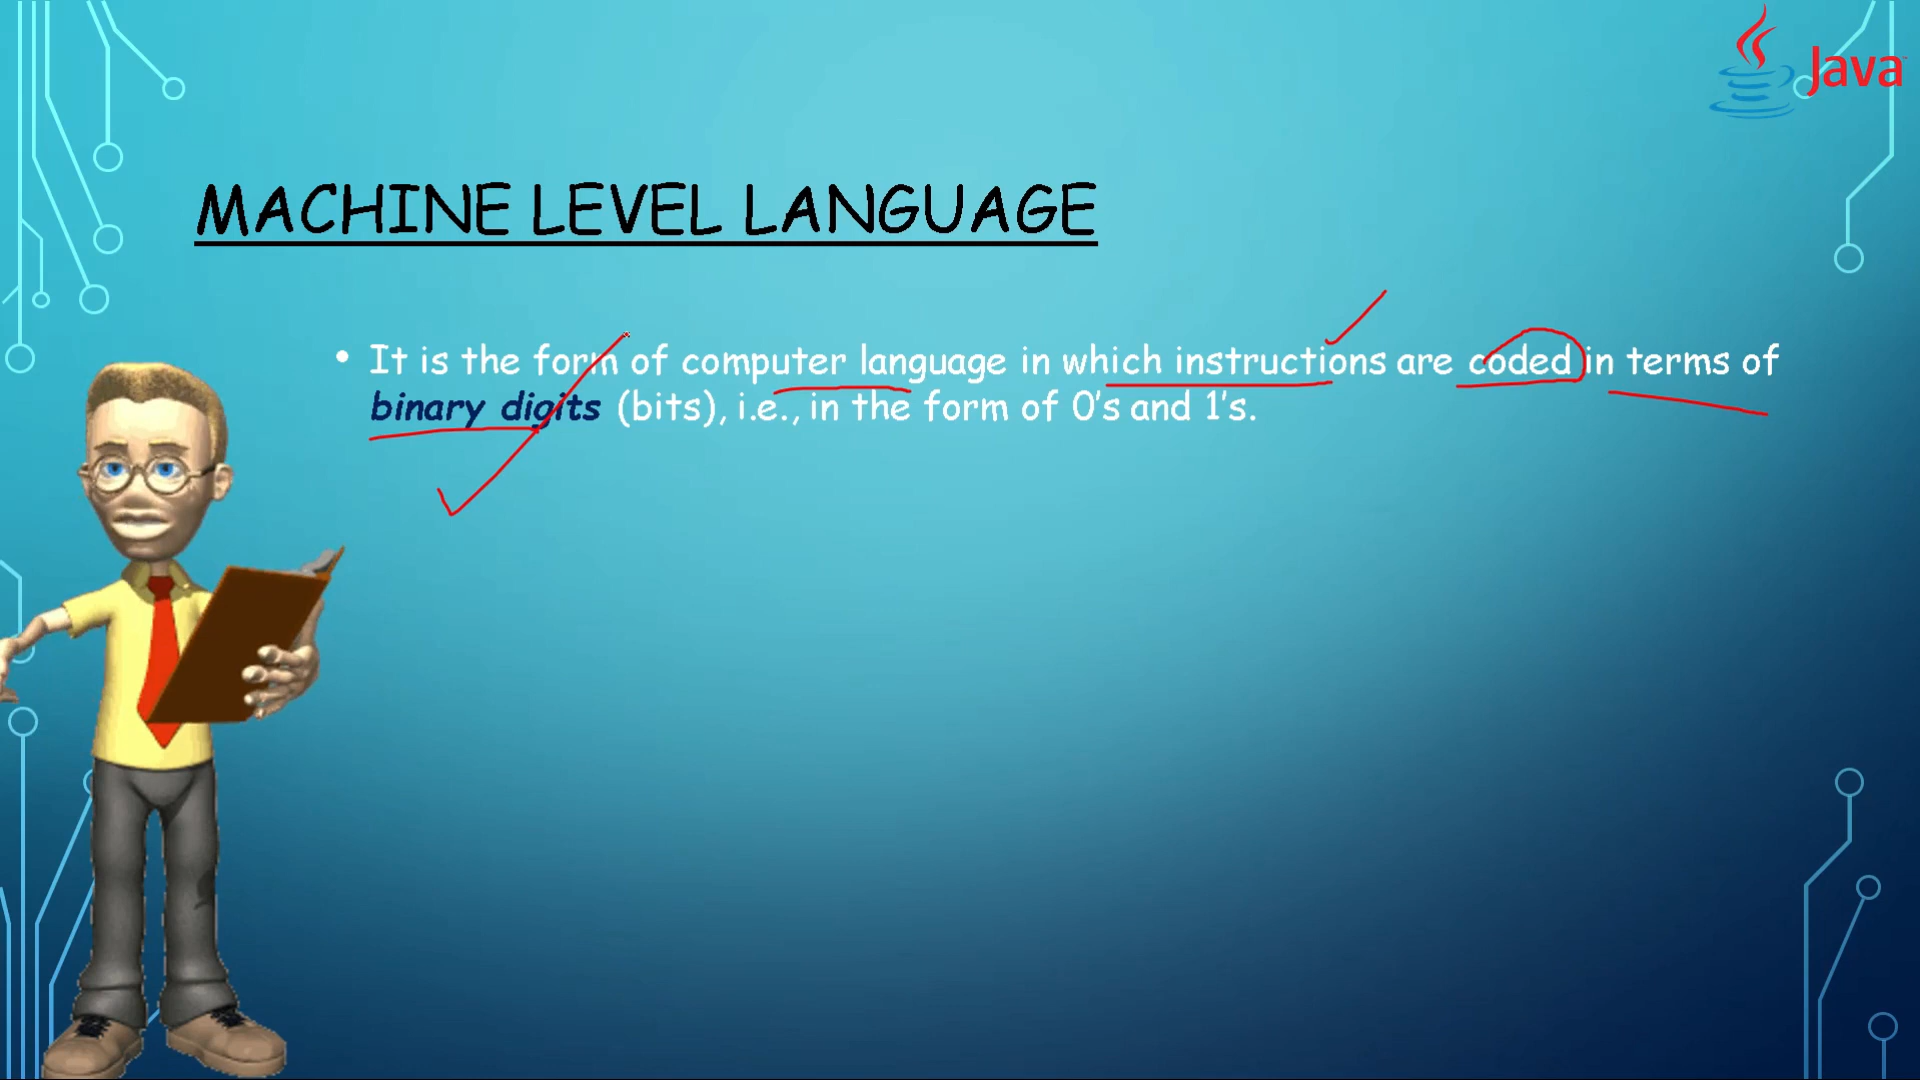 Java
MACHINE LEVEL LANGUAGE
• It is the form of computer language in which instructions are coded in terms of
binary digits (bits), i.e., in the form of 0's and 1's.